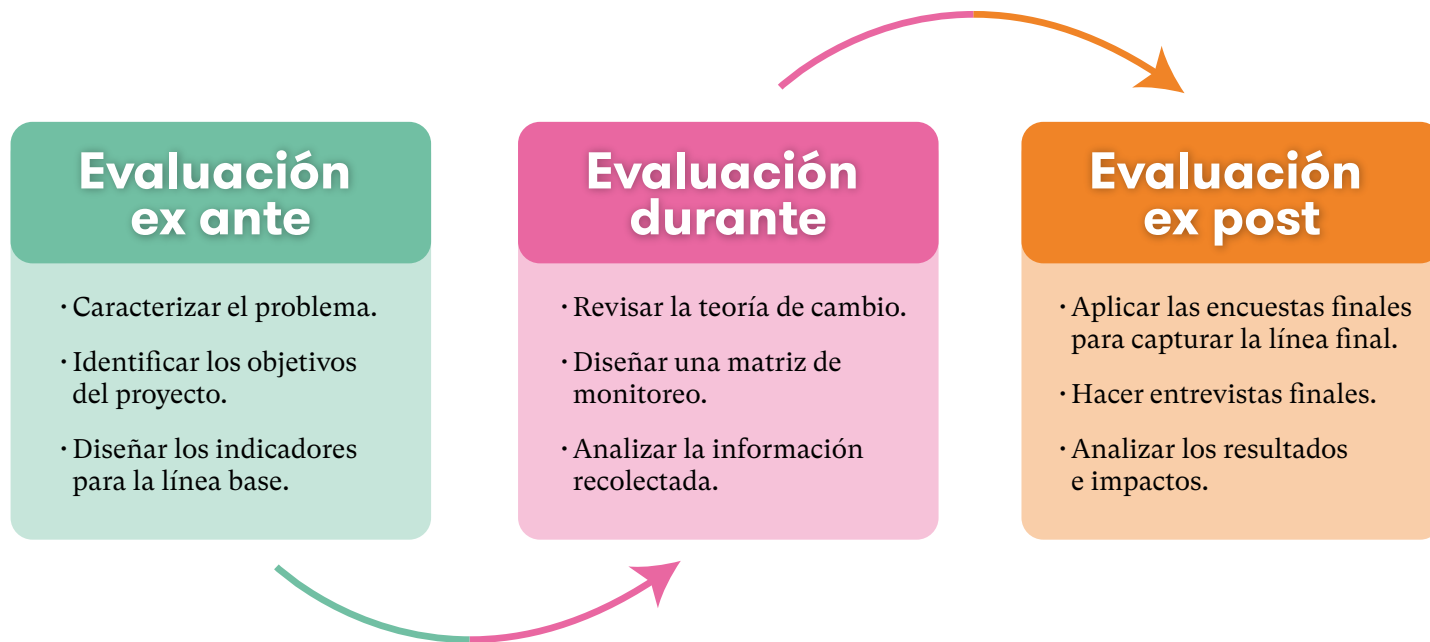 Evaluación
ex ante
· Caracterizar el problema.
· Identificar los objetivos
del proyecto.
· Diseñar los indicadores
para la línea base.
Evaluación
durante
· Revisar la teoría de cambio.
· Diseñar una matriz de
monitoreo.
· Analizar la información
recolectada.
Evaluación
ex post
· Aplicar las encuestas finales
para capturar la línea final.
· Hacer entrevistas finales.
· Analizar los resultados
e impactos.